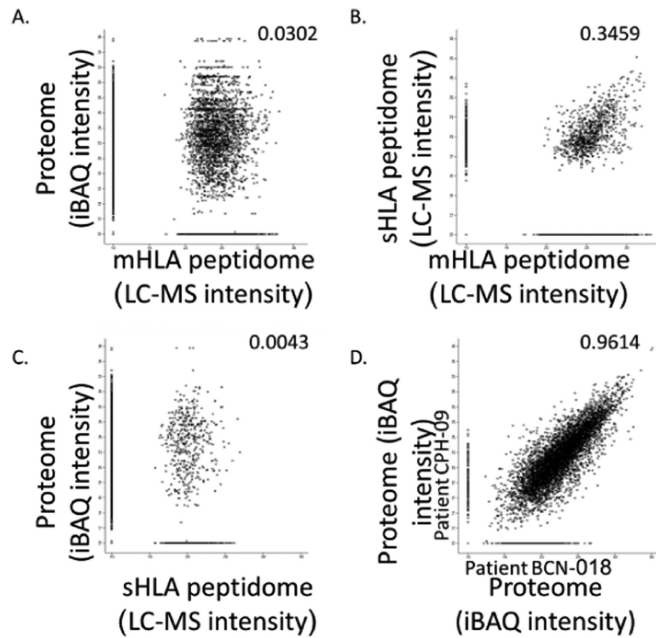 A.
0.0302
Proteome
(iBAQ intensity)
mHLA peptidome
(LC-MS intensity)
B.
0.3459
sHLA peptidome
(LC-MS intensity)
mHLA peptidome
(LC-MS intensity)
C.
0.0043
Proteome
(iBAQ intensity)
sHLA peptidome
(LC-MS intensity)
D.
0.9614
Proteome (iBAQ
intensity)
Patient CPH-09
Patient BCN-018
Proteome
(iBAQ intensity)